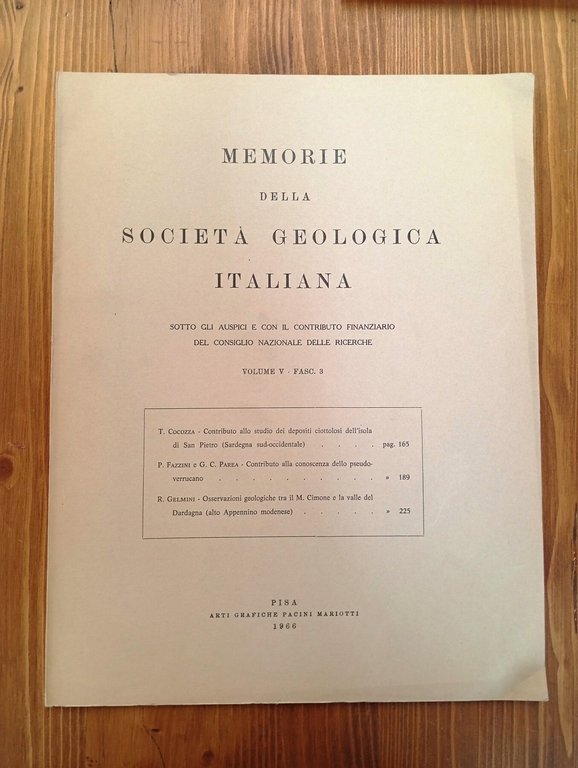 MEMORIE
DELLA
SOCIETÀ GEOLOGICA
ITALIANA
SOTTO GLI AUSPICI E CON IL CONTRIBUTO FINANZIARIO
DEL CONSIGLIO NAZIONALE DELLE RICERCHE
VOLUME V - FASC. 3
T. COCOZZA - Contributo allo studio dei depositi ciottolosi dell'isola
di San Pietro (Sardegna sud-occidentale) . . . . pag. 165
P. FAZZINI e G. C. PAREA - Contributo alla conoscenza dello pseudo-
verrucano . . . . . . . . . . » 189
R. GELMINI - Osservazioni geologiche tra il M. Cimone e la valle del
Dardagna (alto Appennino modenese) . . . . . » 225
PISA
ARTI GRAFICHE PACINI MARIOTTI
1966